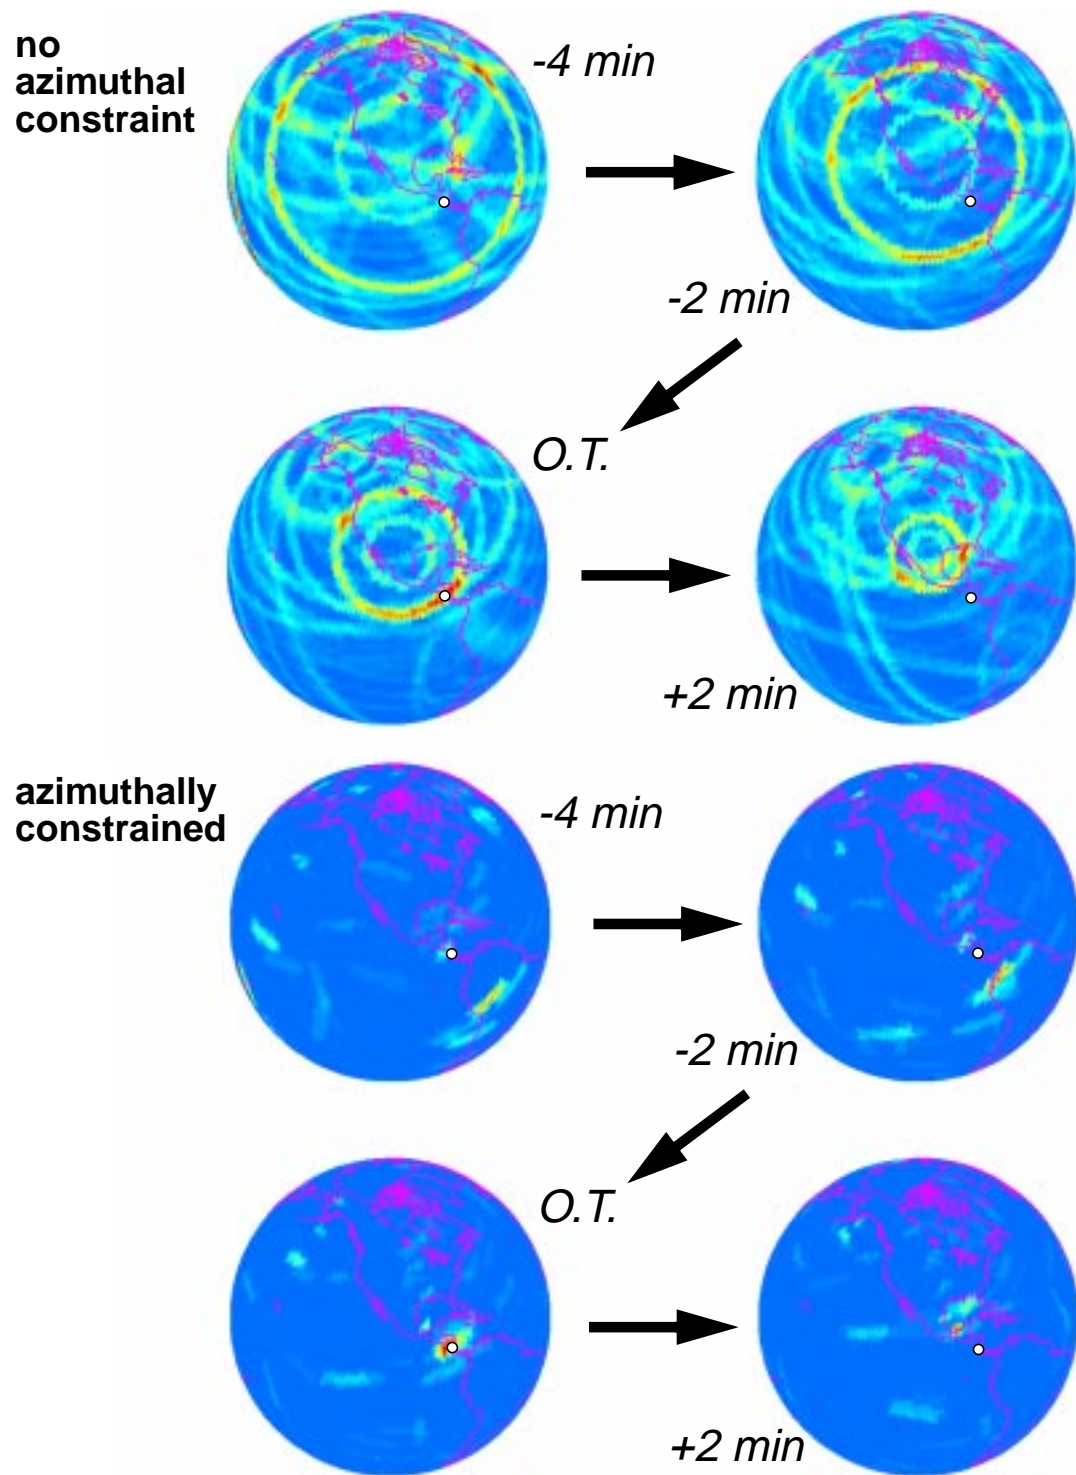 no
azimuthal
constraint
-4 min
-2 min
O.T.
+2 min
azimuthally
constrained
-4 min
-2 min
O.T.
+2 min